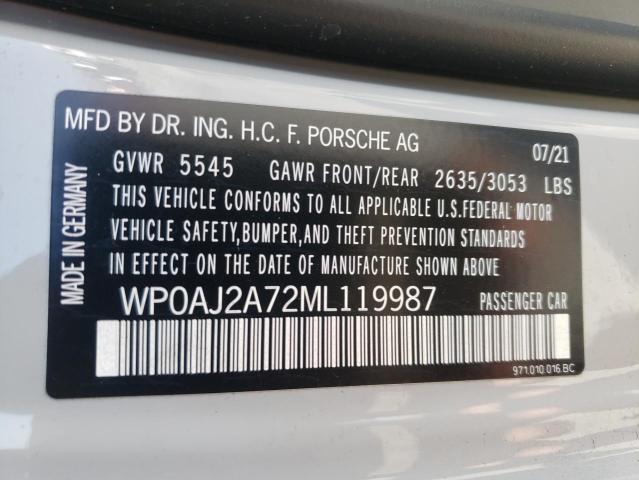 MFD BY DR. ING. H.C. F. PORSCHE AG 07/21
GVWR 5545 GAWR FRONT/REAR 2635/3053 LBS
THIS VEHICLE CONFORMS TO ALL APPLICABLE U.S.FEDERAL MOTOR
VEHICLE SAFETY,BUMPER,AND THEFT PREVENTION STANDARDS
IN EFFECT ON THE DATE OF MANUFACTURE SHOWN ABOVE
WP0AJ2A72ML119987 PASSENGER CAR
971.010.016.BC
MADE IN GERMANY